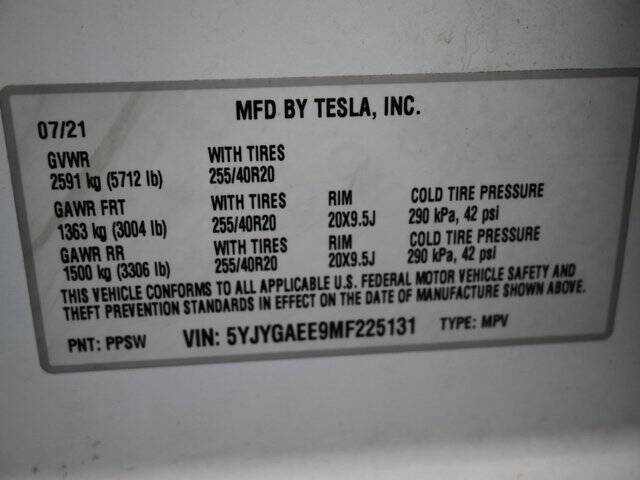 MFD BY TESLA, INC.
07/21
GVWR WITH TIRES
2591 kg (5712 lb) 255/40R20
GAWR FRT WITH TIRES RIM COLD TIRE PRESSURE
1363 kg (3004 lb) 255/40R20 20X9.5J 290 kPa, 42 psi
GAWR RR WITH TIRES RIM COLD TIRE PRESSURE
1500 kg (3306 lb) 255/40R20 20X9.5J 290 kPa, 42 psi
THIS VEHICLE CONFORMS TO ALL APPLICABLE U.S. FEDERAL MOTOR VEHICLE SAFETY AND
THEFT PREVENTION STANDARDS IN EFFECT ON THE DATE OF MANUFACTURE SHOWN ABOVE.
PNT: PPSW VIN: 5YJYGAEE9MF225131 TYPE: MPV